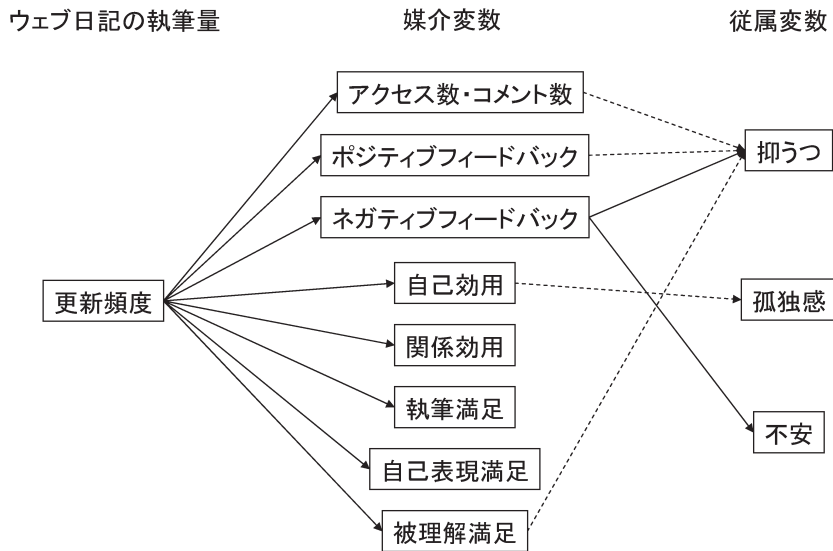 ウェブ日記の執筆量
媒介変数
従属変数
アクセス数・コメント数
ポジティブフィードバック
ネガティブフィードバック
自己効用
関係効用
執筆満足
自己表現満足
被理解満足
更新頻度
抑うつ
孤独感
不安